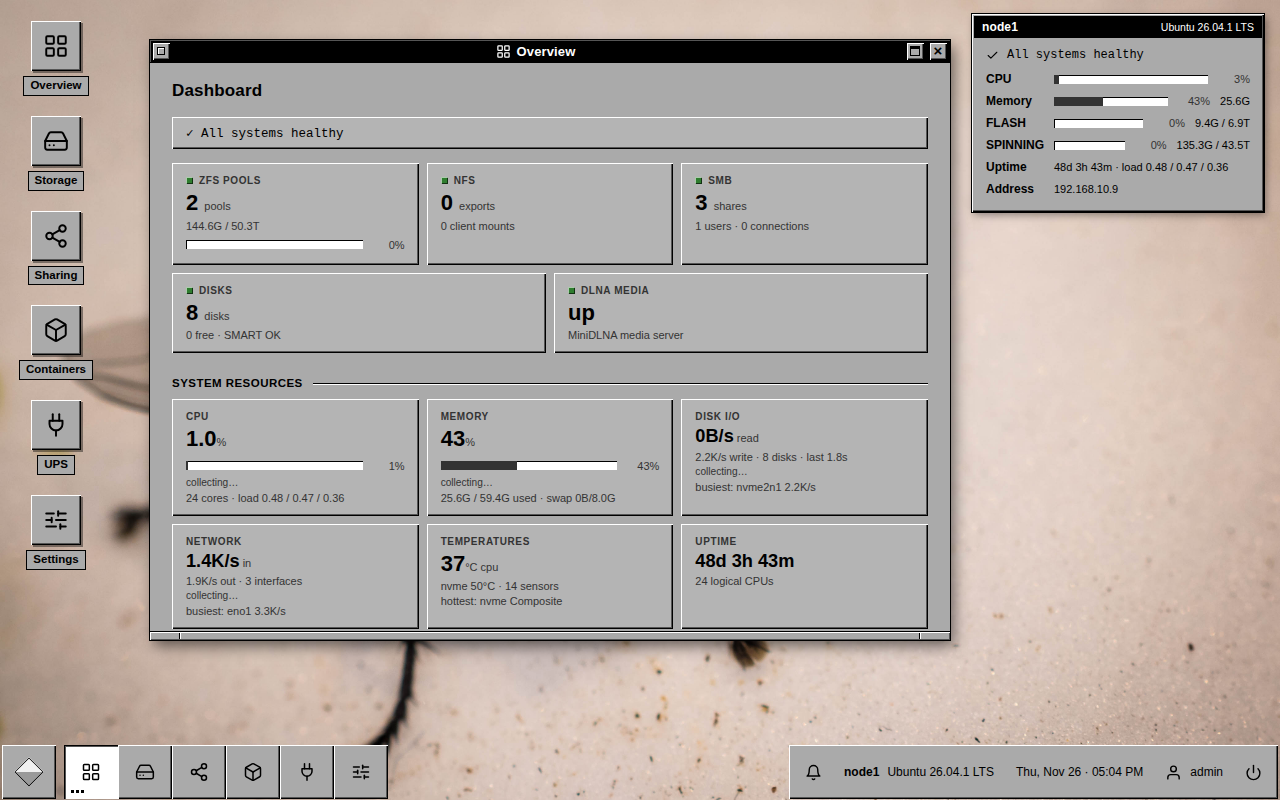 Overview
Storage
Sharing
Containers
UPS
Settings
Overview
Dashboard
✓ All systems healthy
ZFS POOLS
2 pools
144.6G / 50.3T
0%
NFS
0 exports
0 client mounts
SMB
3 shares
1 users · 0 connections
DISKS
8 disks
0 free · SMART OK
DLNA MEDIA
up
MiniDLNA media server
SYSTEM RESOURCES
CPU
1.0%
1%
collecting…
24 cores · load 0.48 / 0.47 / 0.36
MEMORY
43%
43%
collecting…
25.6G / 59.4G used · swap 0B/8.0G
DISK I/O
0B/s read
2.2K/s write · 8 disks · last 1.8s
collecting…
busiest: nvme2n1 2.2K/s
NETWORK
1.4K/s in
1.9K/s out · 3 interfaces
collecting…
busiest: eno1 3.3K/s
TEMPERATURES
37°C cpu
nvme 50°C · 14 sensors
hottest: nvme Composite
UPTIME
48d 3h 43m
24 logical CPUs
node1 Ubuntu 26.04.1 LTS
✓ All systems healthy
CPU 3%
Memory 43% 25.6G
FLASH 0% 9.4G / 6.9T
SPINNING 0% 135.3G / 43.5T
Uptime 48d 3h 43m · load 0.48 / 0.47 / 0.36
Address 192.168.10.9
node1 Ubuntu 26.04.1 LTS Thu, Nov 26 · 05:04 PM admin